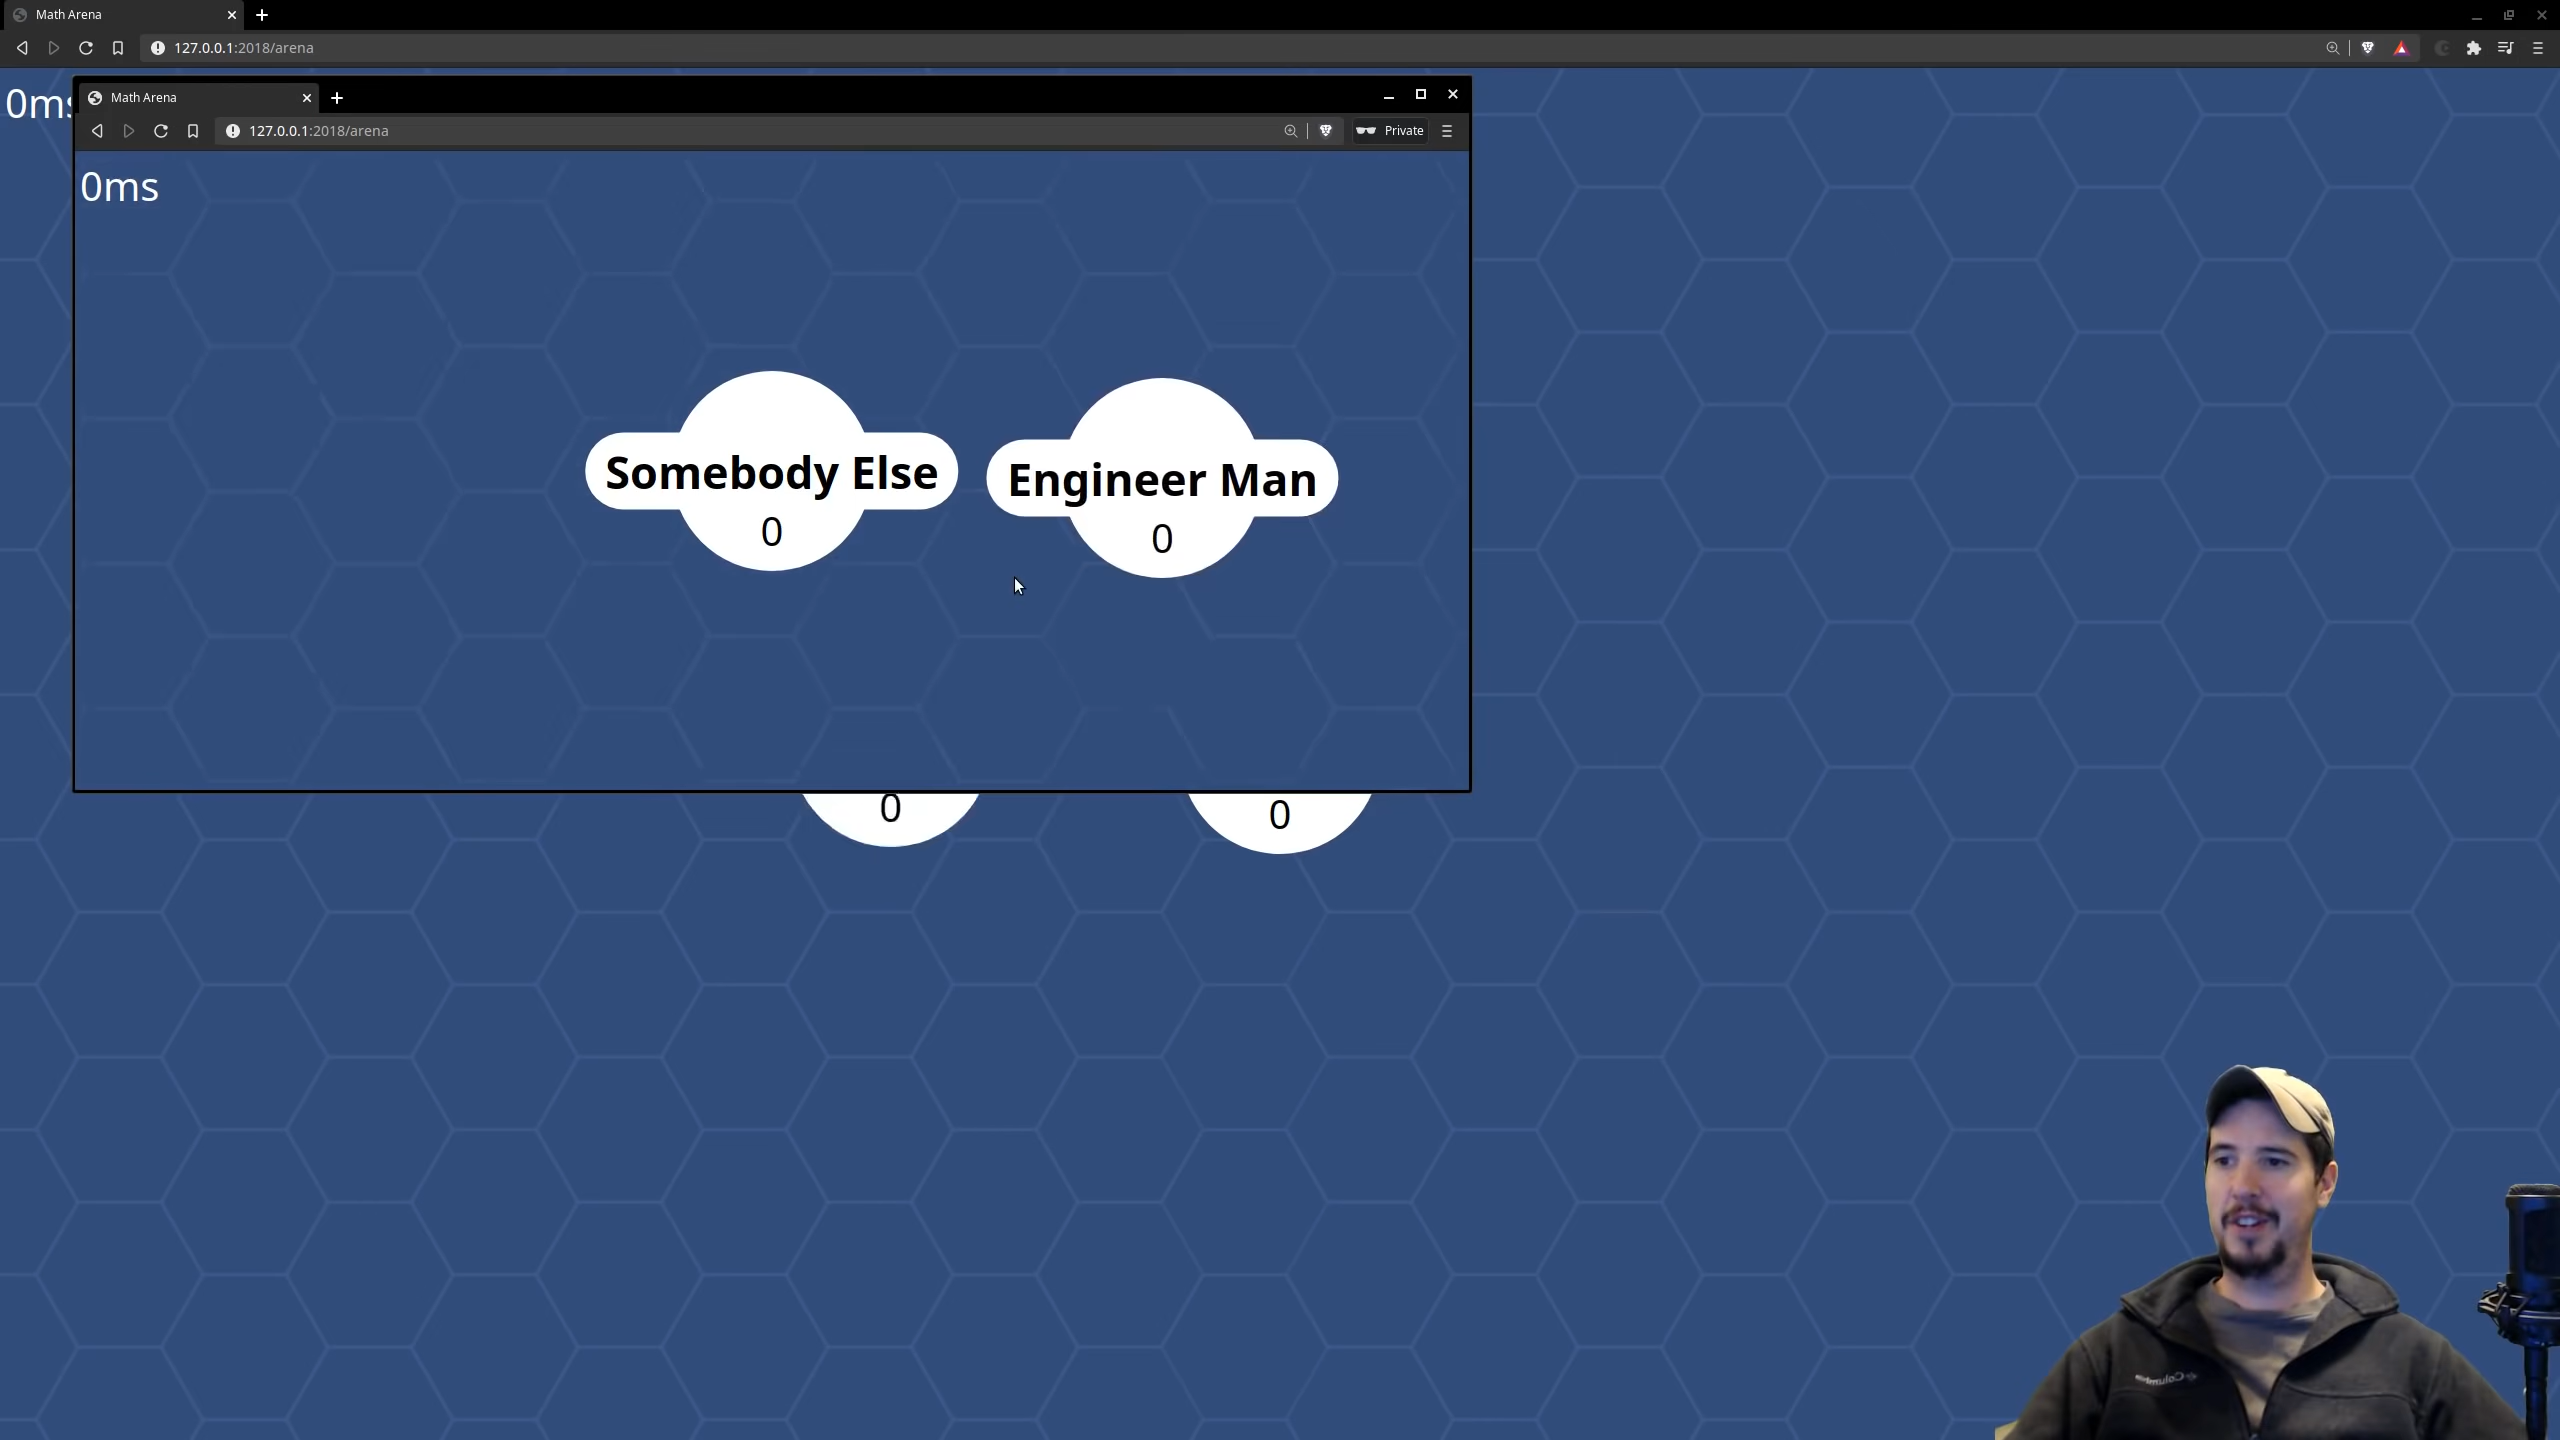 Math Arena
127.0.0.1:2018/arena
0ms
Math Arena
127.0.0.1:2018/arena
Private
0ms
Somebody Else
0
Engineer Man
0
0
0
Columbia